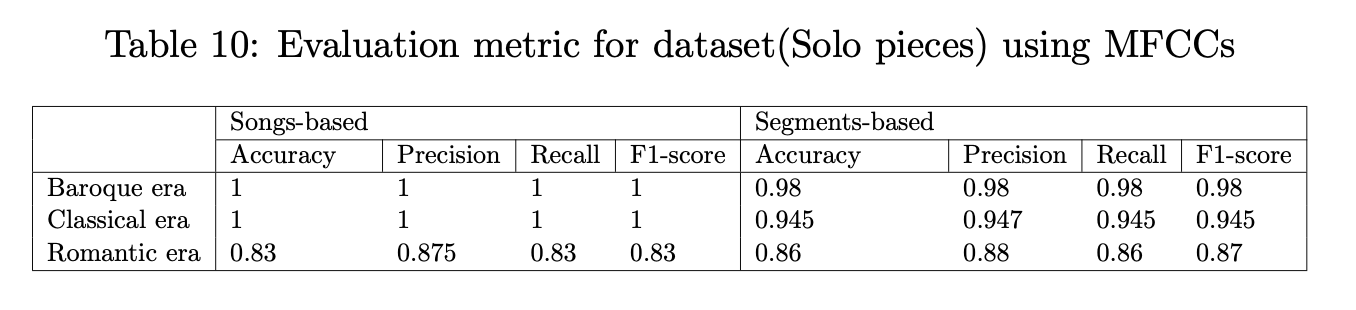 Table 10: Evaluation metric for dataset(Solo pieces) using MFCCs
Songs-based Segments-based
Accuracy Precision Recall F1-score Accuracy Precision Recall F1-score
Baroque era 1 1 1 1 0.98 0.98 0.98 0.98
Classical era 1 1 1 1 0.945 0.947 0.945 0.945
Romantic era 0.83 0.875 0.83 0.83 0.86 0.88 0.86 0.87